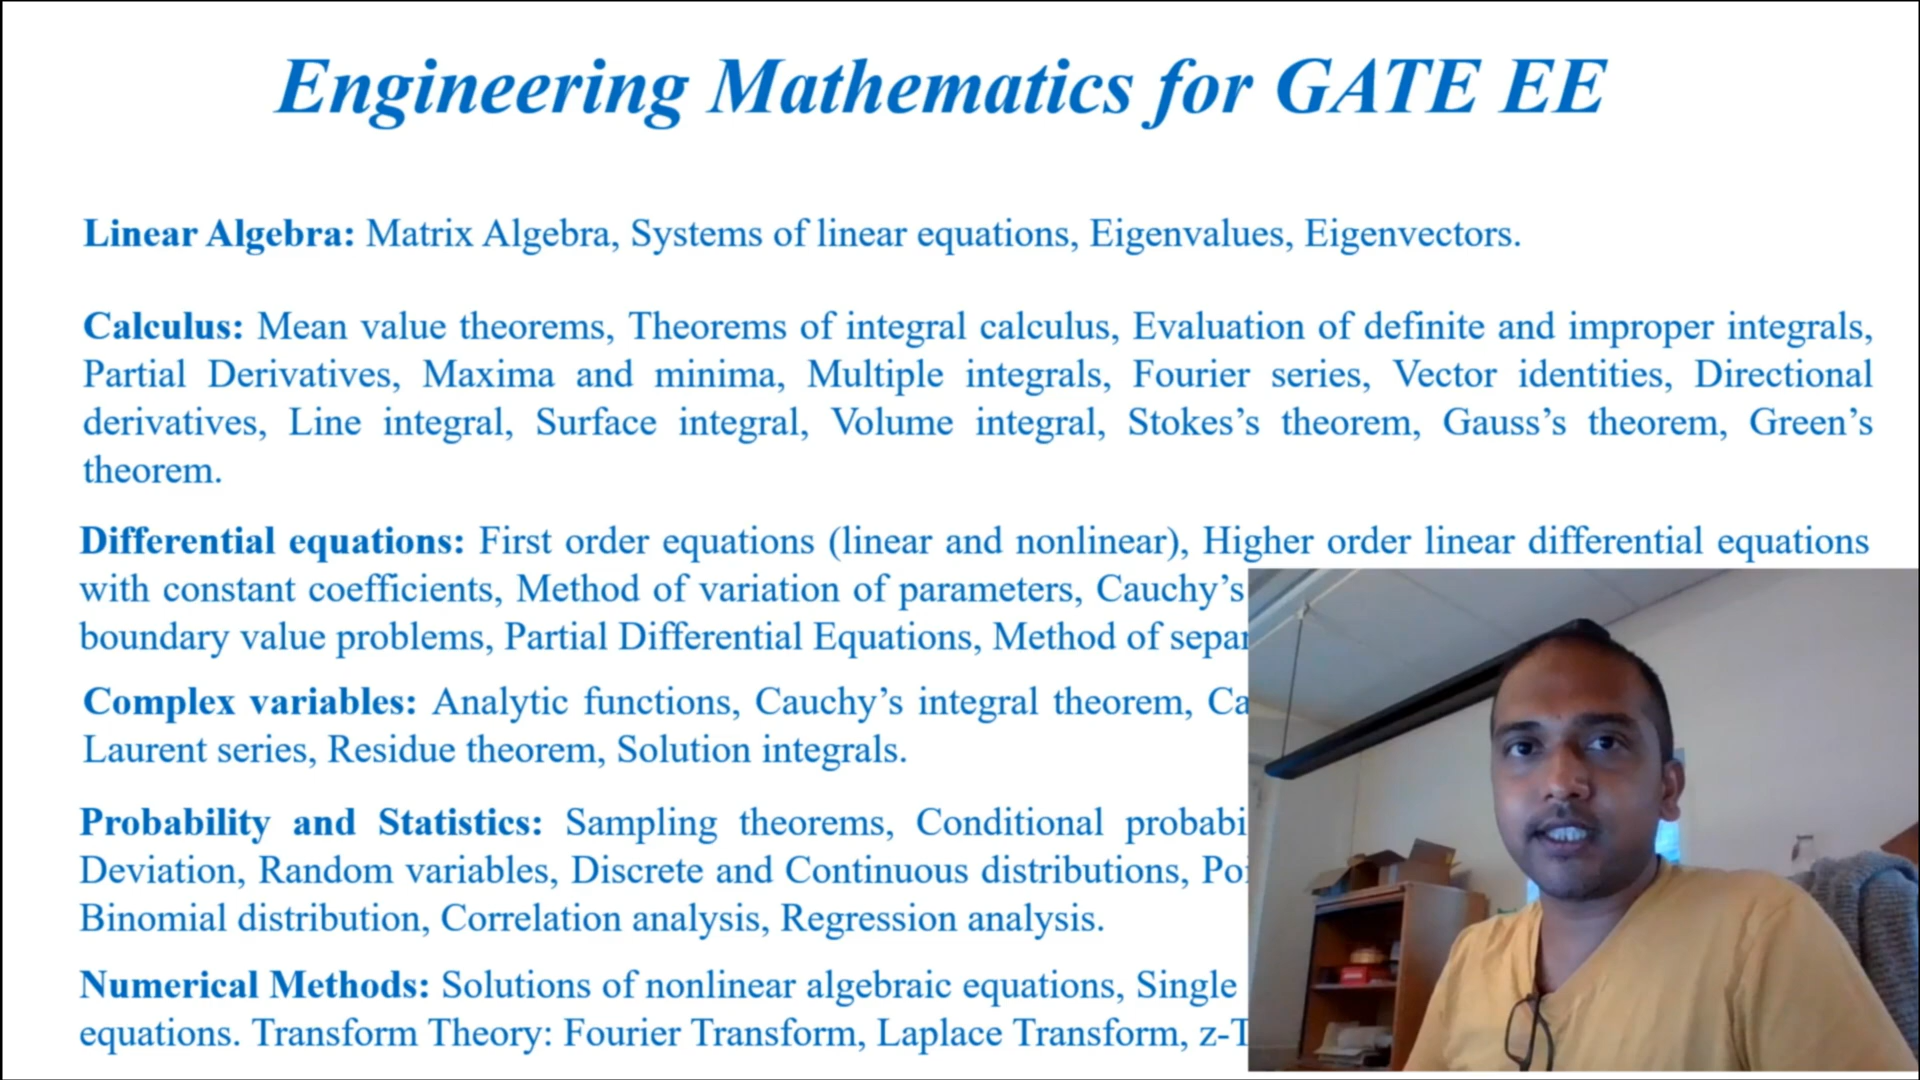 Engineering Mathematics for GATE EE
Linear Algebra: Matrix Algebra, Systems of linear equations, Eigenvalues, Eigenvectors.
Calculus: Mean value theorems, Theorems of integral calculus, Evaluation of definite and improper integrals,
Partial Derivatives, Maxima and minima, Multiple integrals, Fourier series, Vector identities, Directional
derivatives, Line integral, Surface integral, Volume integral, Stokes’s theorem, Gauss’s theorem, Green’s
theorem.
Differential equations: First order equations (linear and nonlinear), Higher order linear differential equations
with constant coefficients, Method of variation of parameters, Cauchy’s
boundary value problems, Partial Differential Equations, Method of separ
Complex variables: Analytic functions, Cauchy’s integral theorem, Ca
Laurent series, Residue theorem, Solution integrals.
Probability and Statistics: Sampling theorems, Conditional probabi
Deviation, Random variables, Discrete and Continuous distributions, Poi
Binomial distribution, Correlation analysis, Regression analysis.
Numerical Methods: Solutions of nonlinear algebraic equations, Single
equations. Transform Theory: Fourier Transform, Laplace Transform, z-T